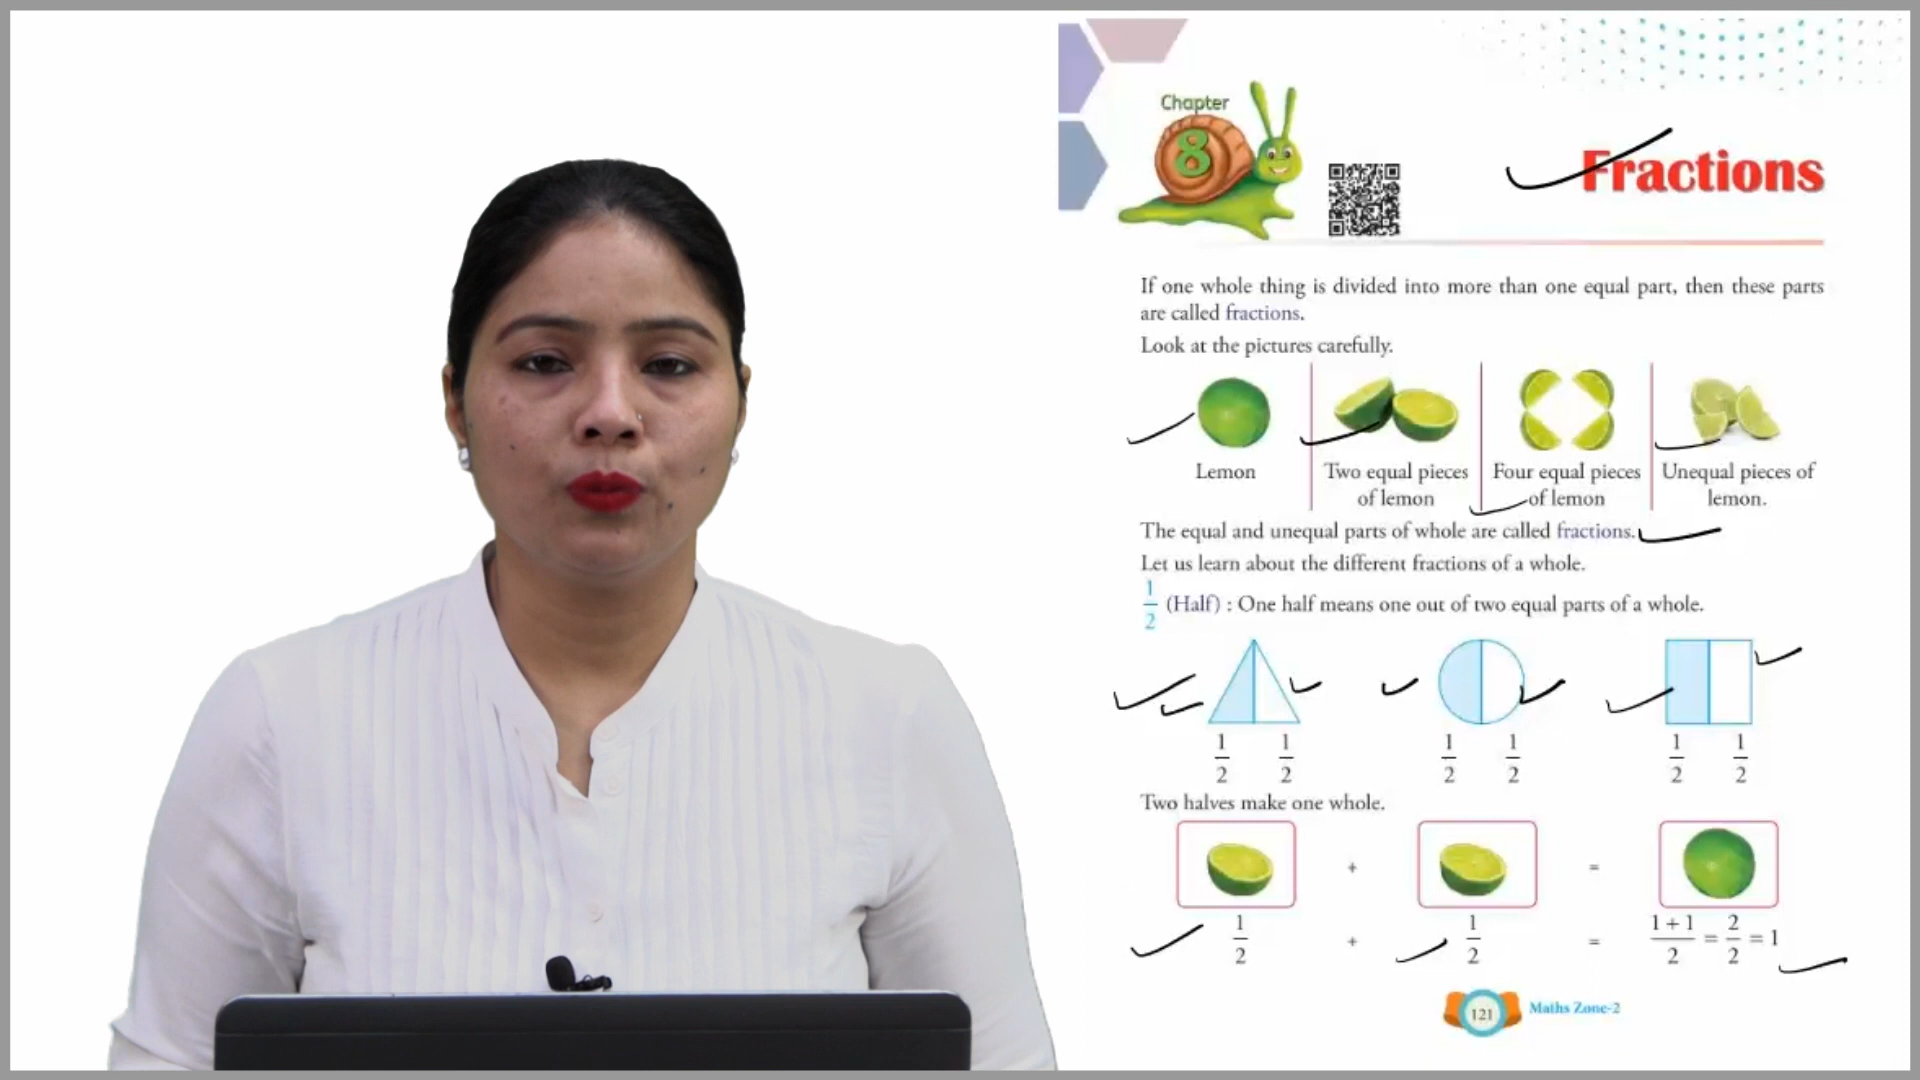 Chapter
8
Fractions
If one whole thing is divided into more than one equal part, then these parts
are called fractions.
Look at the pictures carefully.
Lemon
Two equal pieces
of lemon
Four equal pieces
of lemon
Unequal pieces of
lemon.
The equal and unequal parts of whole are called fractions.
Let us learn about the different fractions of a whole.
1/2 (Half) : One half means one out of two equal parts of a whole.
1/2 1/2 1/2 1/2 1/2 1/2
Two halves make one whole.
+ =
1/2 + 1/2 = (1 + 1)/2 = 2/2 = 1
121 Maths Zone-2